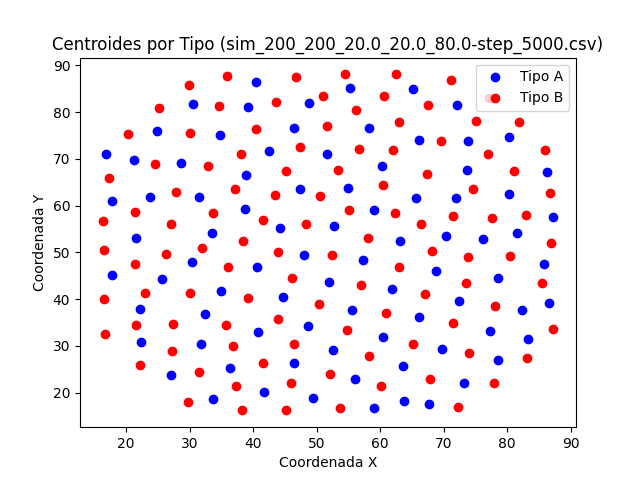 Centroides por Tipo (sim_200_200_20.0_20.0_80.0-step_5000.csv)
Tipo A
Tipo B
Coordenada Y
90
80
70
60
50
40
30
20
20 30 40 50 60 70 80 90
Coordenada X